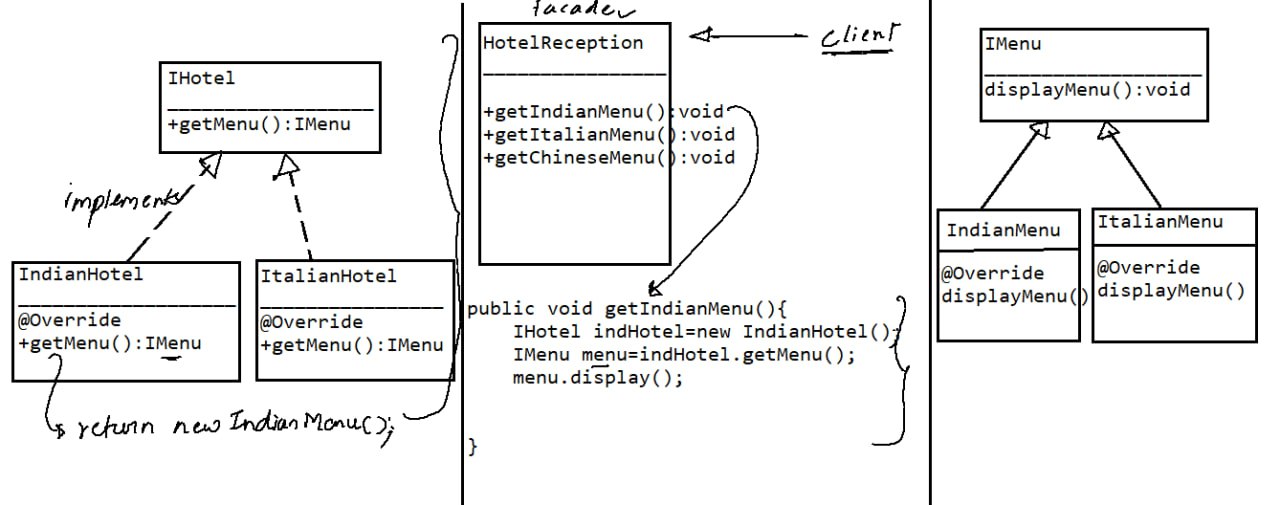 IHotel
+getMenu():IMenu
implements
IndianHotel
@Override
+getMenu():IMenu
ItalianHotel
@Override
+getMenu():IMenu
return new IndianMenu();
HotelReception
+getIndianMenu():void
+getItalianMenu():void
+getChineseMenu():void
client
public void getIndianMenu(){
IHotel indHotel=new IndianHotel();
IMenu menu=indHotel.getMenu();
menu.display();
}
IMenu
displayMenu():void
IndianMenu
@Override
displayMenu()
ItalianMenu
@Override
displayMenu()